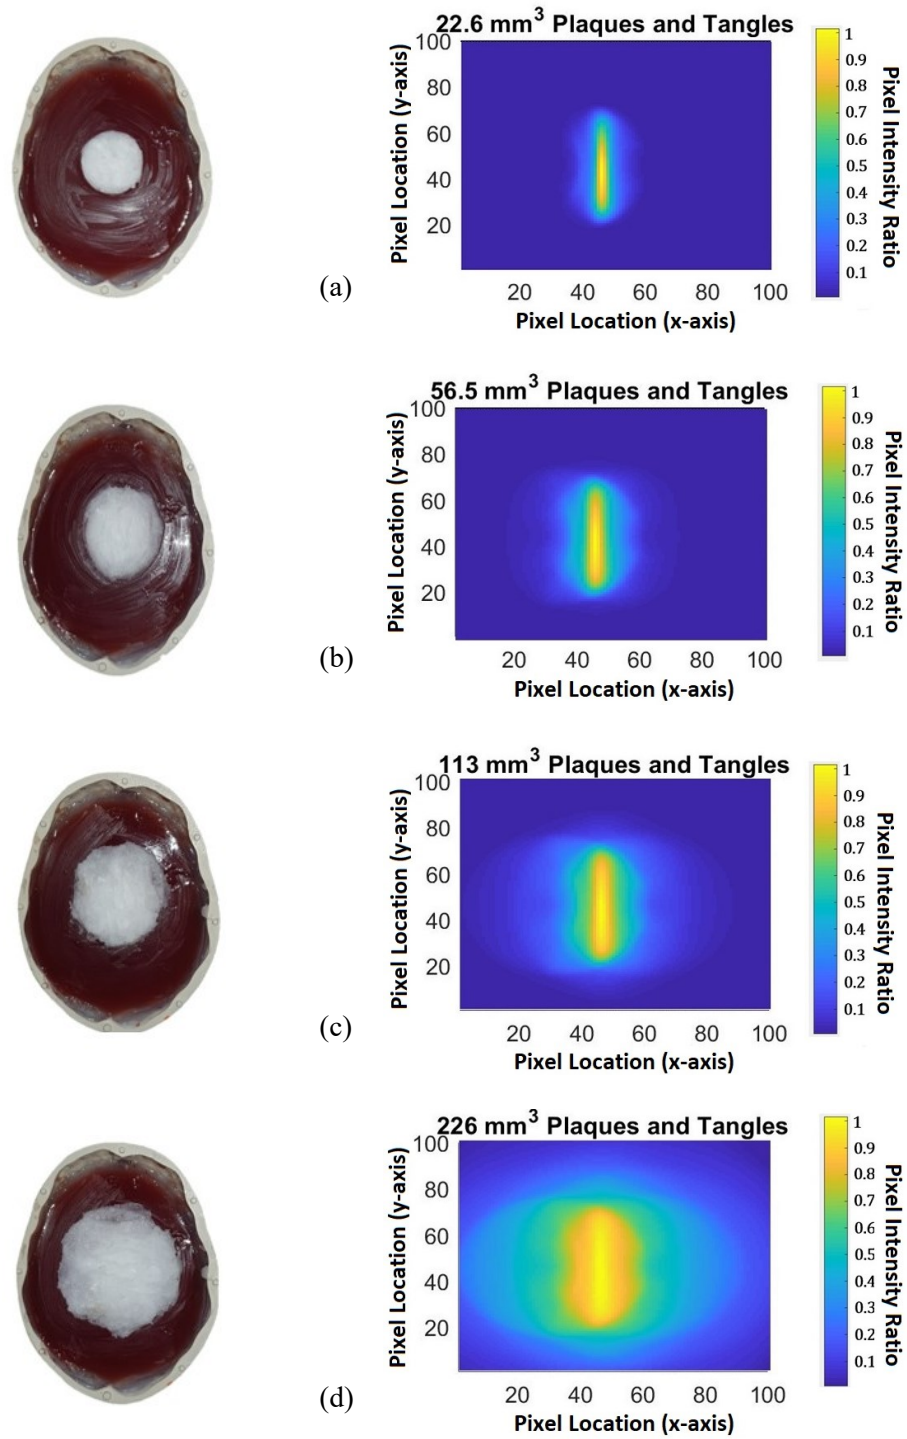 22.6 mm³ Plaques and Tangles
Pixel Location (y-axis)
100
80
60
40
20
20 40 60 80 100
Pixel Location (x-axis)
1
0.9
0.8
0.7
0.6
0.5
0.4
0.3
0.2
0.1
Pixel Intensity Ratio
(a)
56.5 mm³ Plaques and Tangles
Pixel Location (y-axis)
100
80
60
40
20
20 40 60 80 100
Pixel Location (x-axis)
1
0.9
0.8
0.7
0.6
0.5
0.4
0.3
0.2
0.1
Pixel Intensity Ratio
(b)
113 mm³ Plaques and Tangles
Pixel Location (y-axis)
100
80
60
40
20
20 40 60 80 100
Pixel Location (x-axis)
1
0.9
0.8
0.7
0.6
0.5
0.4
0.3
0.2
0.1
Pixel Intensity Ratio
(c)
226 mm³ Plaques and Tangles
Pixel Location (y-axis)
100
80
60
40
20
20 40 60 80 100
Pixel Location (x-axis)
1
0.9
0.8
0.7
0.6
0.5
0.4
0.3
0.2
0.1
Pixel Intensity Ratio
(d)